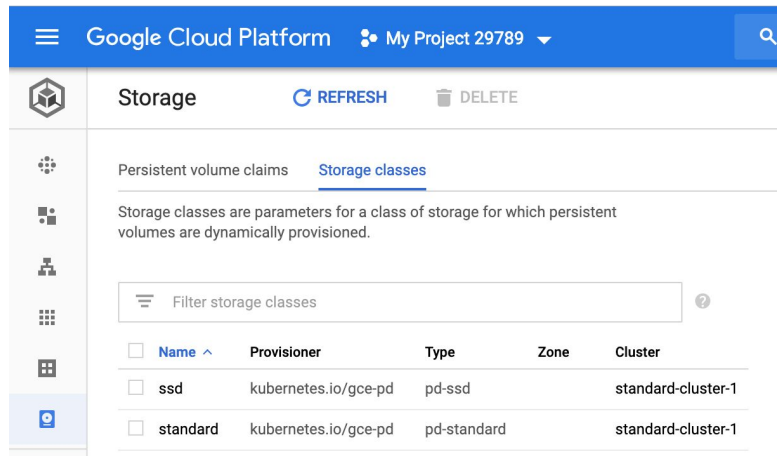 Google Cloud Platform My Project 29789
Storage REFRESH DELETE
Persistent volume claims Storage classes
Storage classes are parameters for a class of storage for which persistent
volumes are dynamically provisioned.
Filter storage classes
Name Provisioner Type Zone Cluster
ssd kubernetes.io/gce-pd pd-ssd standard-cluster-1
standard kubernetes.io/gce-pd pd-standard standard-cluster-1